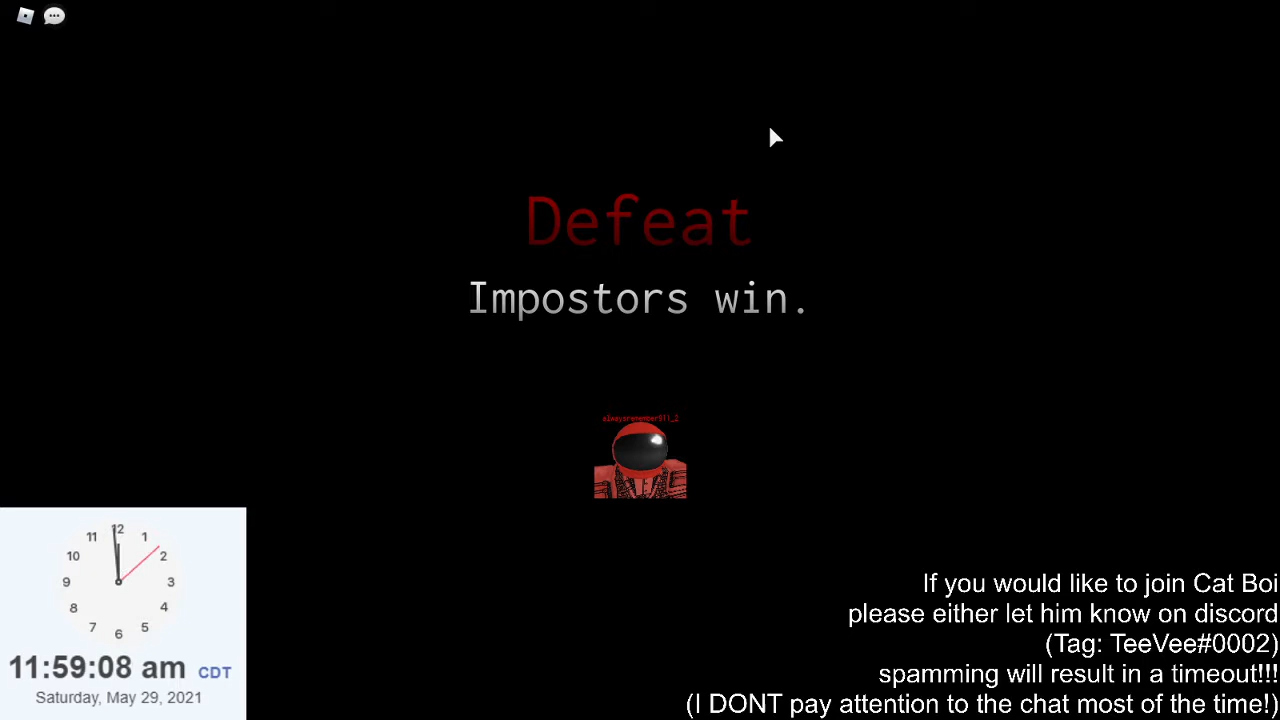 Defeat
Impostors win.
alwaysremember911_2
12
11
1
10
2
9
3
8
4
7
5
6
11:59:08 am CDT
Saturday, May 29, 2021
If you would like to join Cat Boi
please either let him know on discord
(Tag: TeeVee#0002)
spamming will result in a timeout!!!
(I DONT pay attention to the chat most of the time!)